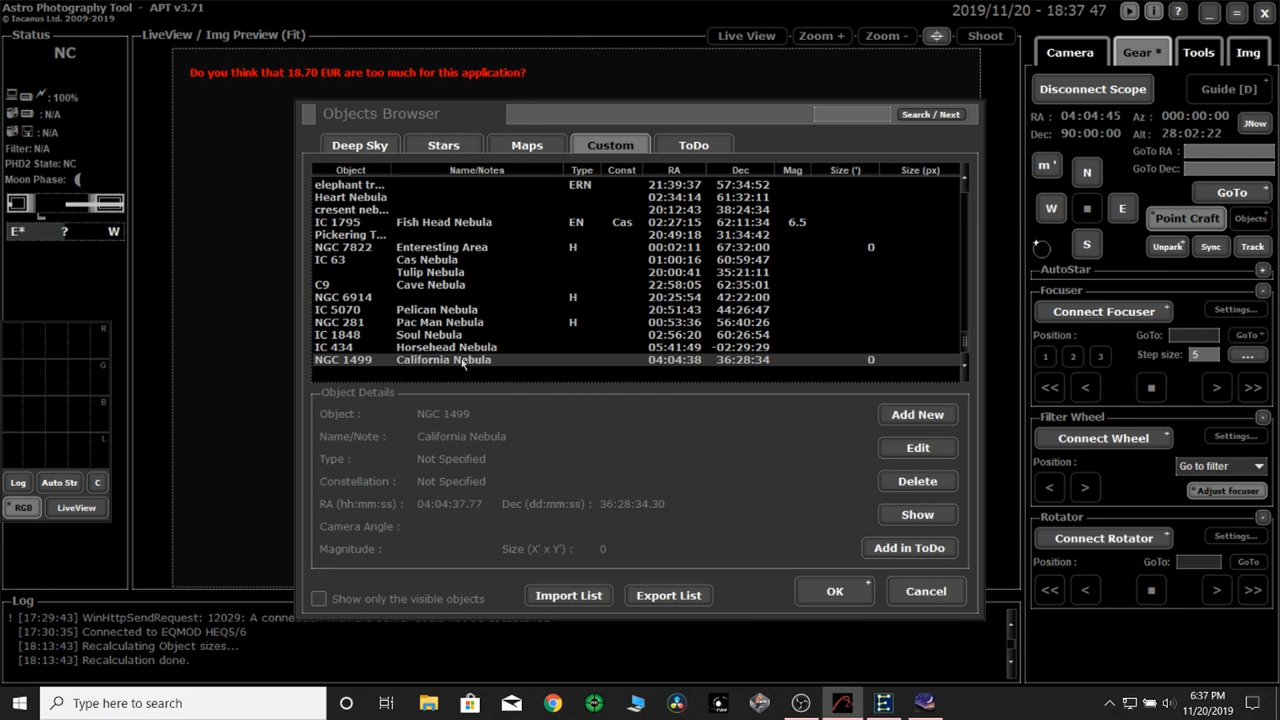 Astro Photography Tool - APT v3.71
© Incanus Ltd. 2009-2019
2019/11/20 - 18:37 47
Status
NC
: 100%
: N/A
: N/A
Filter: N/A
PHD2 State: NC
Moon Phase:
E* ? W
R
G
B
L
Log Auto Str C
RGB LiveView
LiveView / Img Preview (Fit)
Live View Zoom + Zoom - Shoot
Do you think that 18.70 EUR are too much for this application?
Objects Browser
Search / Next
Deep Sky Stars Maps Custom ToDo
Object Name/Notes Type Const RA Dec Mag Size (') Size (px)
elephant tr... ERN 21:39:37 57:34:52
Heart Nebula 02:34:14 61:32:11
cresent neb... 20:12:43 38:24:34
IC 1795 Fish Head Nebula EN Cas 02:27:15 62:11:34 6.5
Pickering T... 20:49:18 31:34:42
NGC 7822 Enteresting Area H 00:02:11 67:32:00 0
IC 63 Cas Nebula 01:00:16 60:59:47
Tulip Nebula 20:00:41 35:21:11
C9 Cave Nebula 22:58:05 62:35:01
NGC 6914 H 20:25:54 42:22:00
IC 5070 Pelican Nebula 20:51:43 44:26:47
NGC 281 Pac Man Nebula H 00:53:36 56:40:26
IC 1848 Soul Nebula 02:56:20 60:26:54
IC 434 Horsehead Nebula 05:41:49 -02:29:29
NGC 1499 California Nebula 04:04:38 36:28:34 0
Object Details
Object : NGC 1499
Name/Note: California Nebula
Type : Not Specified
Constellation : Not Specified
RA (hh:mm:ss) : 04:04:37.77 Dec (dd:mm:ss) : 36:28:34.30
Camera Angle :
Magnitude : Size (X' x Y') : 0
Add New
Edit
Delete
Show
Add in ToDo
Show only the visible objects
Import List Export List OK Cancel
Camera Gear * Tools Img
Disconnect Scope Guide [D]
RA : 04:04:45 Az : 000:00:00
Dec: 90:00:00 Alt : 28:02:22
JNow
GoTo RA :
GoTo Dec:
m' N
W E
S
GoTo
Point Craft Objects
Unpark Sync Track
AutoStar
Focuser
Connect Focuser Settings...
Position : GoTo: GoTo
1 2 3 Step size: 5 ...
<< < > >>
Filter Wheel
Connect Wheel Settings...
Position :
Go to filter
< > Adjust focuser
Rotator
Connect Rotator Settings...
Position : GoTo: GoTo
<< < > >>
Log
! [17:29:43] WinHttpSendRequest: 12029: A
[17:30:35] Connected to EQMOD HEQ5/6
[18:13:43] Recalculating Object sizes...
[18:13:43] Recalculation done.
Type here to search
6:37 PM
11/20/2019